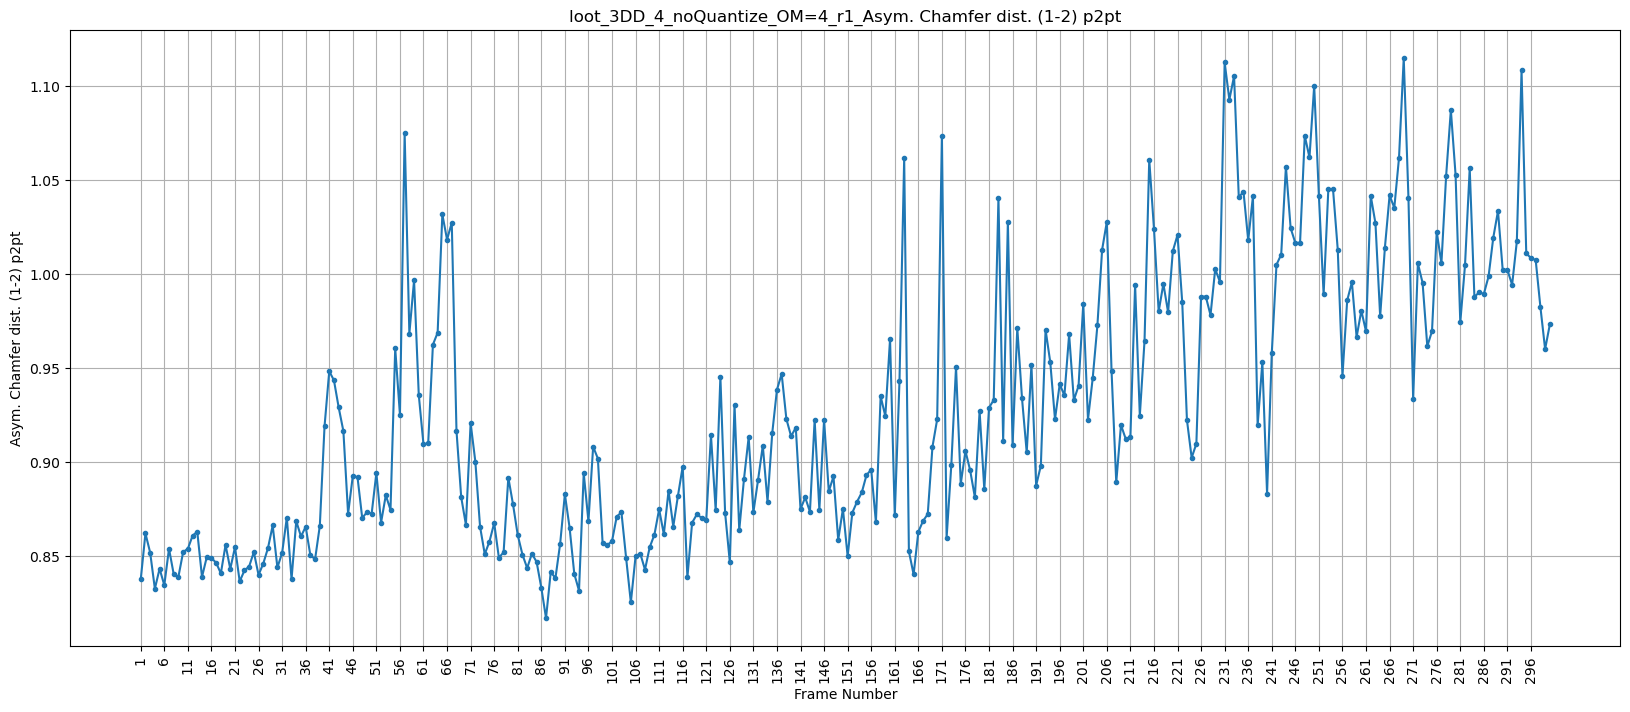 loot_3DD_4_noQuantize_OM=4_r1_Asym. Chamfer dist. (1-2) p2pt
Asym. Chamfer dist. (1-2) p2pt
1.10
1.05
1.00
0.95
0.90
0.85
1 6 11 16 21 26 31 36 41 46 51 56 61 66 71 76 81 86 91 96 101 106 111 116 121 126 131 136 141 146 151 156 161 166 171 176 181 186 191 196 201 206 211 216 221 226 231 236 241 246 251 256 261 266 271 276 281 286 291 296
Frame Number